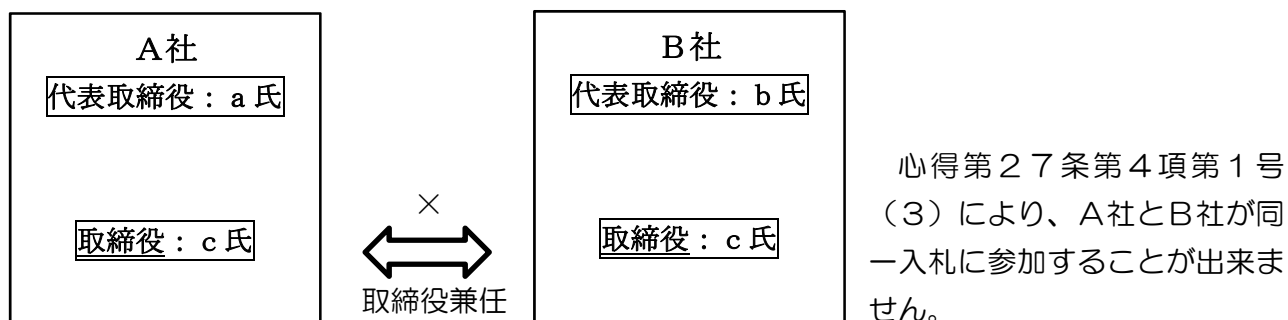 A社
代表取締役：a氏
取締役：c氏
×
取締役兼任
B社
代表取締役：b氏
取締役：c氏
心得第２７条第４項第１号
（３）により、A社とB社が同
一入札に参加することが出来ま
せん。